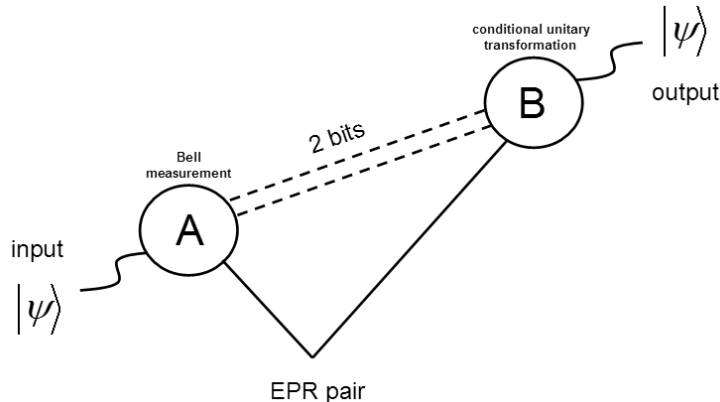 conditional unitary
transformation
|ψ⟩
B
output
2 bits
Bell
measurement
A
input
|ψ⟩
EPR pair